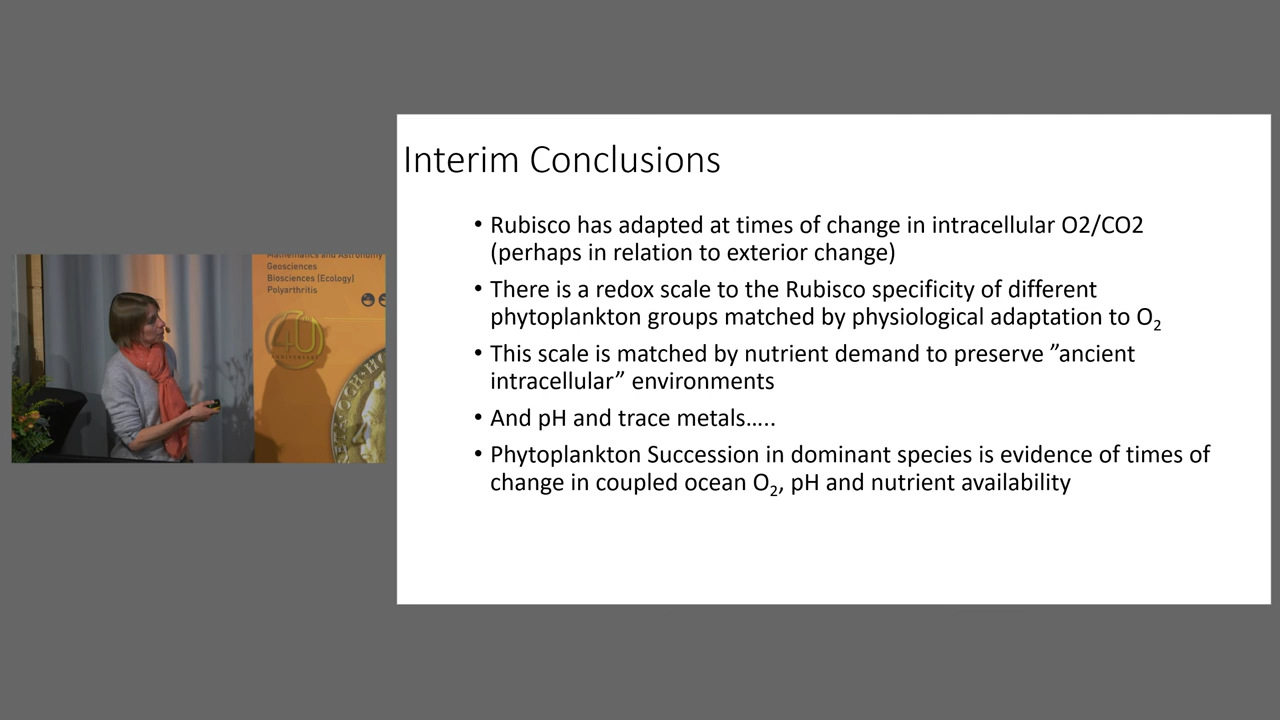 Interim Conclusions
• Rubisco has adapted at times of change in intracellular O2/CO2
(perhaps in relation to exterior change)
• There is a redox scale to the Rubisco specificity of different
phytoplankton groups matched by physiological adaptation to O₂
• This scale is matched by nutrient demand to preserve ”ancient
intracellular” environments
• And pH and trace metals.....
• Phytoplankton Succession in dominant species is evidence of times of
change in coupled ocean O₂, pH and nutrient availability
Mathematics and Astronomy
Geosciences
Biosciences (Ecology)
Polyarthritis
40
ANNIVERSARY